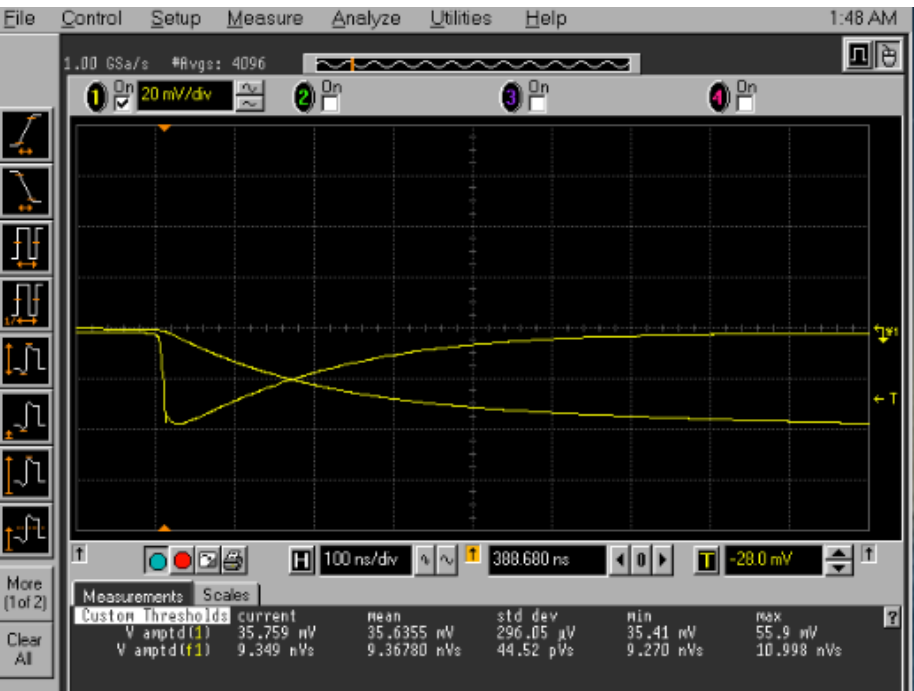 File Control Setup Measure Analyze Utilities Help 1:48 AM
1.00 GSa/s #Avgs: 4096
1 On 20 mV/div 2 On 3 On 4 On
1/
H 100 ns/div 388.680 ns 0 T -28.0 mV
T
More
(1of 2)
Clear
All
Measurements Scales
Custom Thresholds current mean std dev min max
V amptd(1) 35.759 mV 35.6355 mV 296.05 µV 35.41 mV 55.9 mV
V amptd(f1) 9.349 nVs 9.36780 nVs 44.52 pVs 9.270 nVs 10.998 nVs
?